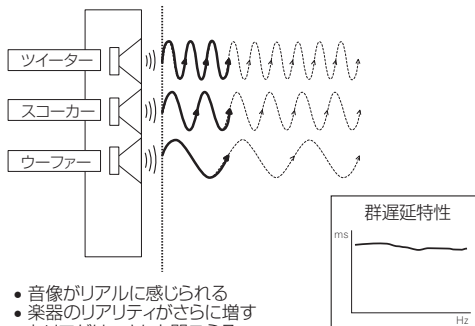 ツイーター
スコーカー
ウーファー
群遅延特性
ms
Hz
• 音像がリアルに感じられる
• 楽器のリアリティがさらに増す